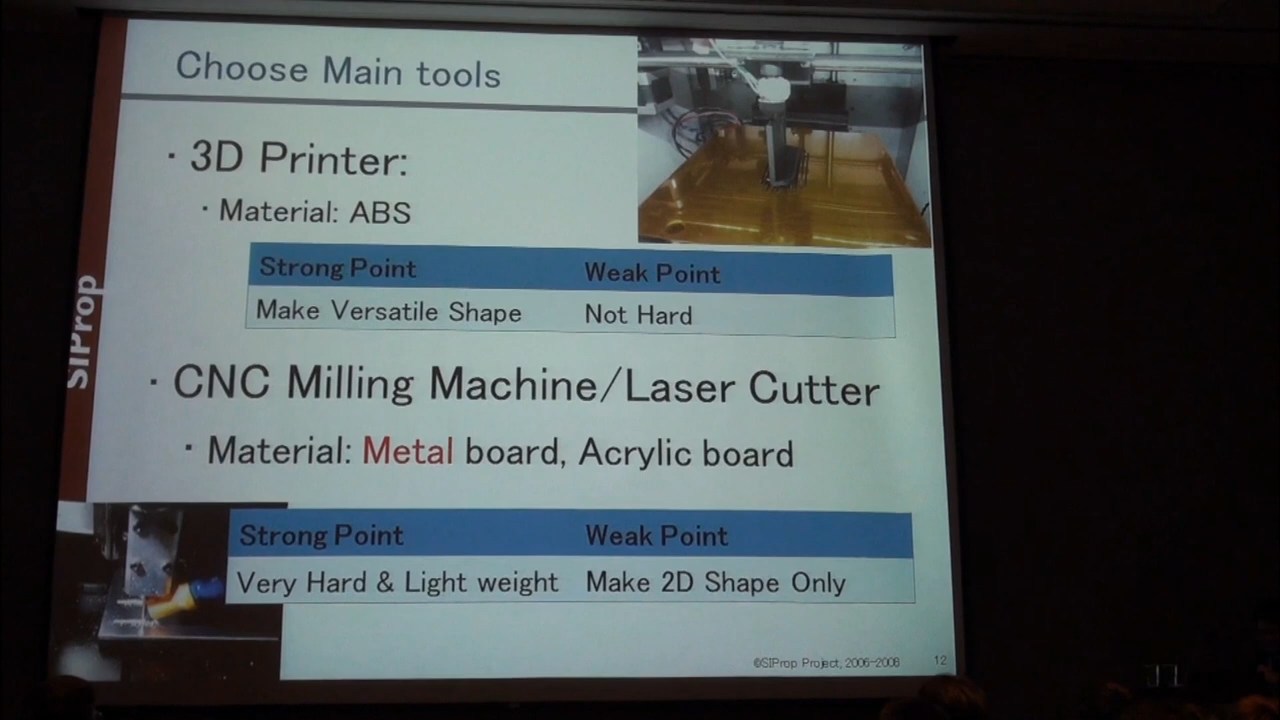 Choose Main tools
・3D Printer:
・Material: ABS
Strong Point Weak Point
Make Versatile Shape Not Hard
SIProp
・CNC Milling Machine/Laser Cutter
・Material: Metal board, Acrylic board
Strong Point Weak Point
Very Hard & Light weight Make 2D Shape Only
©SIProp Project, 2006-2008 12